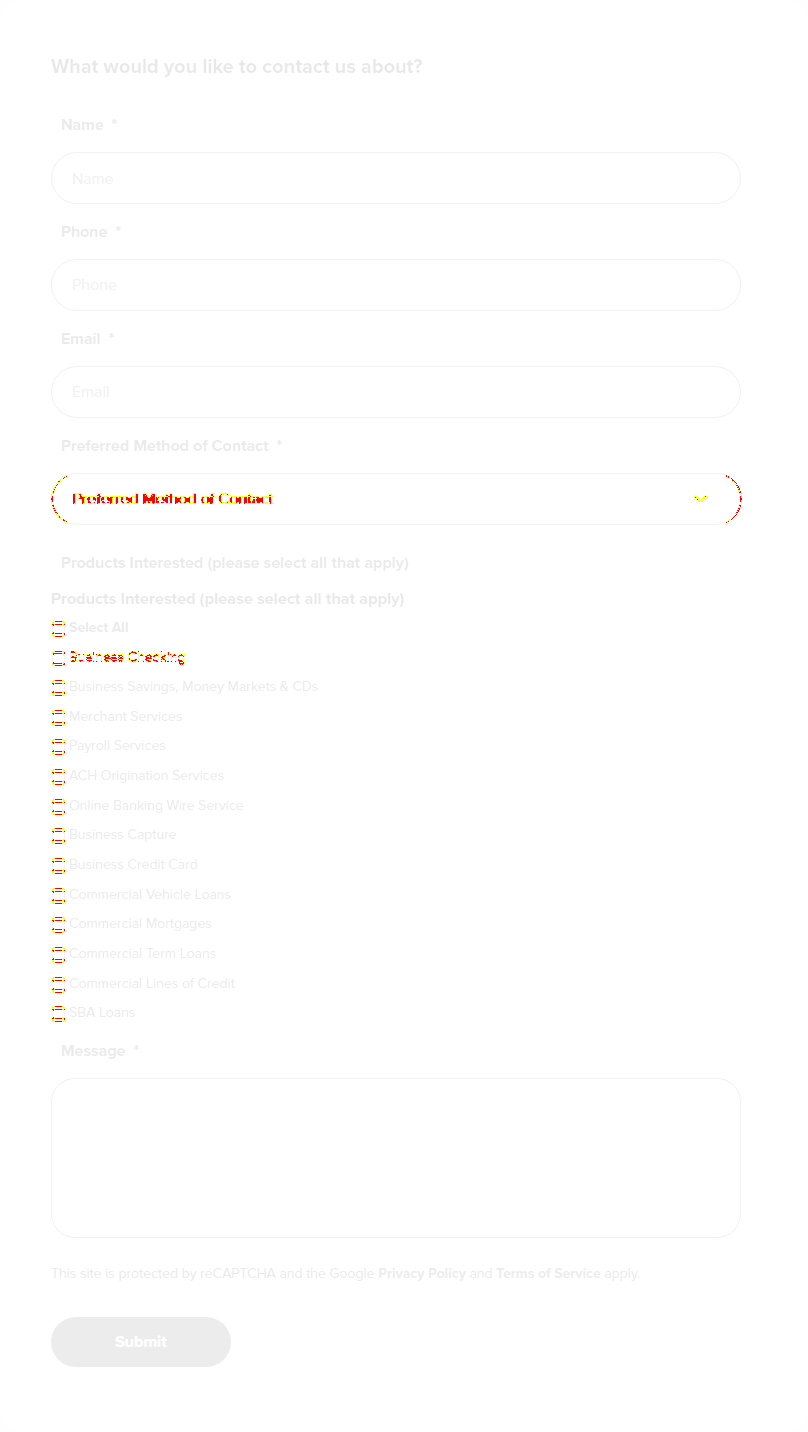 What would you like to contact us about?
Name *
Name
Phone *
Phone
Email *
Email
Preferred Method of Contact *
Preferred Method of Contact
Products Interested (please select all that apply)
Products Interested (please select all that apply)
Select All
Business Checking
Business Savings, Money Markets & CDs
Merchant Services
Payroll Services
ACH Origination Services
Online Banking Wire Service
Business Capture
Business Credit Card
Commercial Vehicle Loans
Commercial Mortgages
Commercial Term Loans
Commercial Lines of Credit
SBA Loans
Message *
This site is protected by reCAPTCHA and the Google Privacy Policy and Terms of Service apply.
Submit